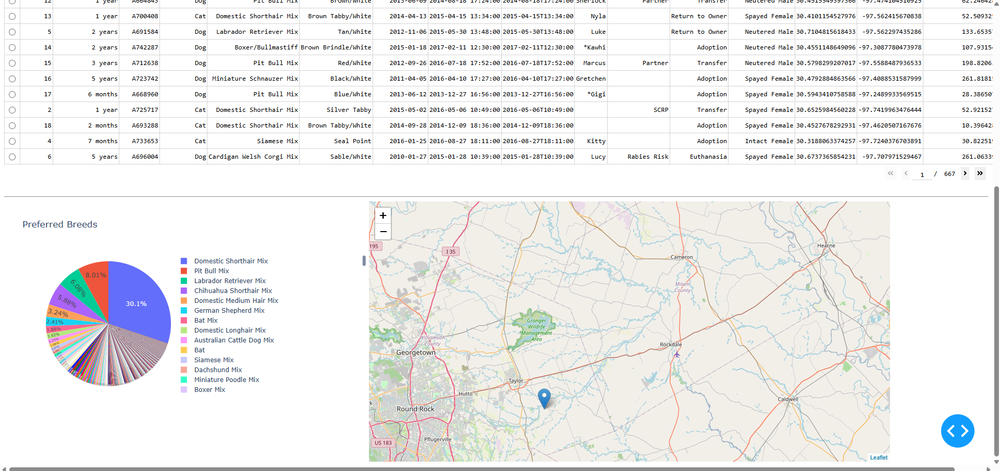 12 1 year A664843 Dog Pit Bull Mix Brown/White 2013-06-09 2014-08-18 17:24:00 2014-08-18T17:24:00 Sherlock Partner Transfer Neutered Male 30.4515549397366 -97.474104510925 62.246428
13 1 year A700408 Cat Domestic Shorthair Mix Brown Tabby/White 2014-04-13 2015-04-15 13:34:00 2015-04-15T13:34:00 Nyla Return to Owner Spayed Female 30.4101154527976 -97.562415670838 52.509325
5 2 years A691584 Dog Labrador Retriever Mix Tan/White 2012-11-06 2015-05-30 13:48:00 2015-05-30T13:48:00 Luke Return to Owner Neutered Male 30.7104815618433 -97.562297435286 133.65357
14 2 years A742287 Dog Boxer/Bullmastiff Brown Brindle/White 2015-01-18 2017-02-11 12:30:00 2017-02-11T12:30:00 *Kawhi Adoption Neutered Male 30.4551148649096 -97.3087780473978 107.93154
15 3 years A712638 Dog Pit Bull Mix Red/White 2012-09-26 2016-07-18 17:52:00 2016-07-18T17:52:00 Marcus Partner Transfer Neutered Male 30.5798299207017 -97.5588487936533 198.8206
16 5 years A723742 Dog Miniature Schnauzer Mix Black/White 2011-04-05 2016-04-10 17:27:00 2016-04-10T17:27:00 Gretchen Adoption Spayed Female 30.4792884863566 -97.4088531587999 261.8181
17 6 months A668960 Dog Pit Bull Mix Blue/White 2013-06-12 2013-12-27 16:56:00 2013-12-27T16:56:00 *Gigi Adoption Spayed Female 30.5943410758588 -97.2489933569515 28.386507
2 1 year A725717 Cat Domestic Shorthair Mix Silver Tabby 2015-05-02 2016-05-06 10:49:00 2016-05-06T10:49:00 SCRP Transfer Spayed Female 30.6525984560228 -97.7419963476444 52.921527
18 2 months A693288 Cat Domestic Shorthair Mix Brown Tabby/White 2014-09-28 2014-12-09 18:36:00 2014-12-09T18:36:00 Adoption Spayed Female 30.4527678292931 -97.4620507167676 10.396428
4 7 months A733653 Cat Siamese Mix Seal Point 2016-01-25 2016-08-27 18:11:00 2016-08-27T18:11:00 Kitty Adoption Intact Female 30.3188063374257 -97.7240376703891 30.822519
6 5 years A696004 Dog Cardigan Welsh Corgi Mix Sable/White 2010-01-27 2015-01-28 10:39:00 2015-01-28T10:39:00 Lucy Rabies Risk Euthanasia Spayed Female 30.6737365854231 -97.707971529467 261.0633
1 / 667
Preferred Breeds
30.1%
8.01%
6.08%
5.88%
3.24%
2.41%
1.88%
1.52%
1.23%
1.08%
Domestic Shorthair Mix
Pit Bull Mix
Labrador Retriever Mix
Chihuahua Shorthair Mix
Domestic Medium Hair Mix
German Shepherd Mix
Bat Mix
Domestic Longhair Mix
Australian Cattle Dog Mix
Bat
Siamese Mix
Dachshund Mix
Miniature Poodle Mix
Boxer Mix
+
−
195
I 35
Hearne
Cameron
Milam
County
Granger
Wildlife
Management
Area
Williamson
County
Georgetown
Rockdale
Taylor
Hutto
Round Rock
Caldwell
Pflugerville
US 183
Leaflet